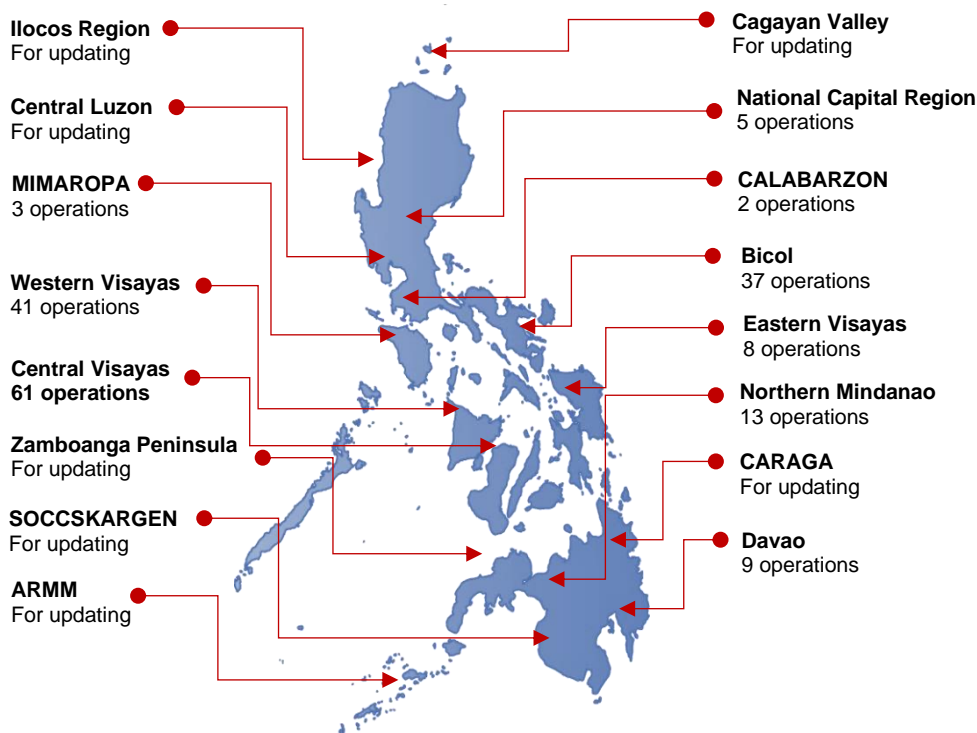 Ilocos Region
For updating
Central Luzon
For updating
MIMAROPA
3 operations
Western Visayas
41 operations
Central Visayas
61 operations
Zamboanga Peninsula
For updating
SOCCSKARGEN
For updating
ARMM
For updating
Cagayan Valley
For updating
National Capital Region
5 operations
CALABARZON
2 operations
Bicol
37 operations
Eastern Visayas
8 operations
Northern Mindanao
13 operations
CARAGA
For updating
Davao
9 operations